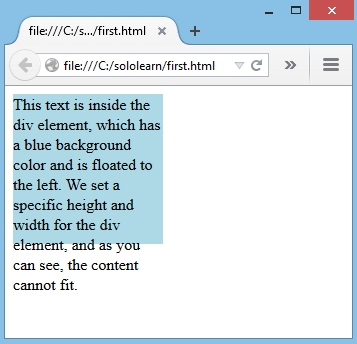 file:///C:/s.../first.html
file:///C:/sololearn/first.html
This text is inside the
div element, which has
a blue background
color and is floated to
the left. We set a
specific height and
width for the div
element, and as you
can see, the content
cannot fit.